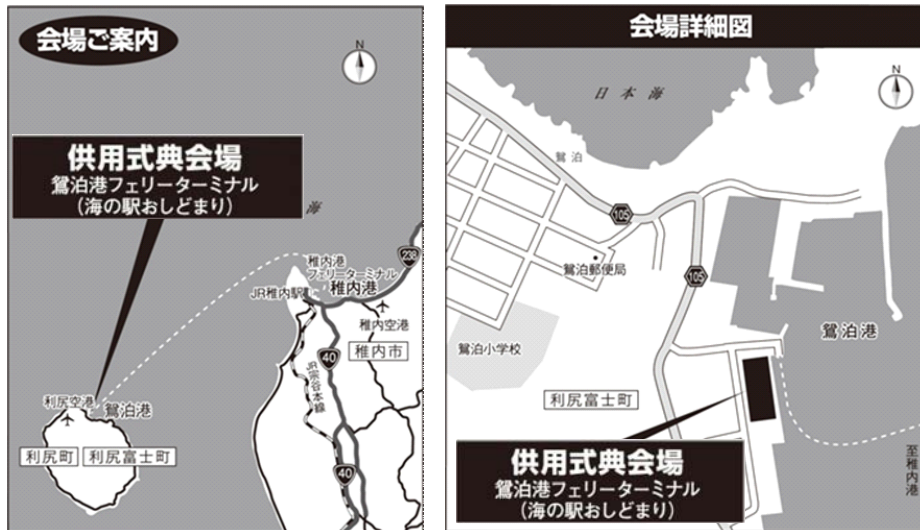 会場ご案内
N
供用式典会場
鴛泊港フェリーターミナル
（海の駅おしどまり）
海
稚内港
フェリーターミナル
稚内港
238
JR稚内駅
稚内空港
稚内市
40
JR宗谷本線
40
利尻空港
鴛泊港
利尻町
利尻富士町
会場詳細図
N
日本海
鴛泊
105
105
鴛泊郵便局
鴛泊港
鴛泊小学校
利尻富士町
供用式典会場
鴛泊港フェリーターミナル
（海の駅おしどまり）
至稚内港